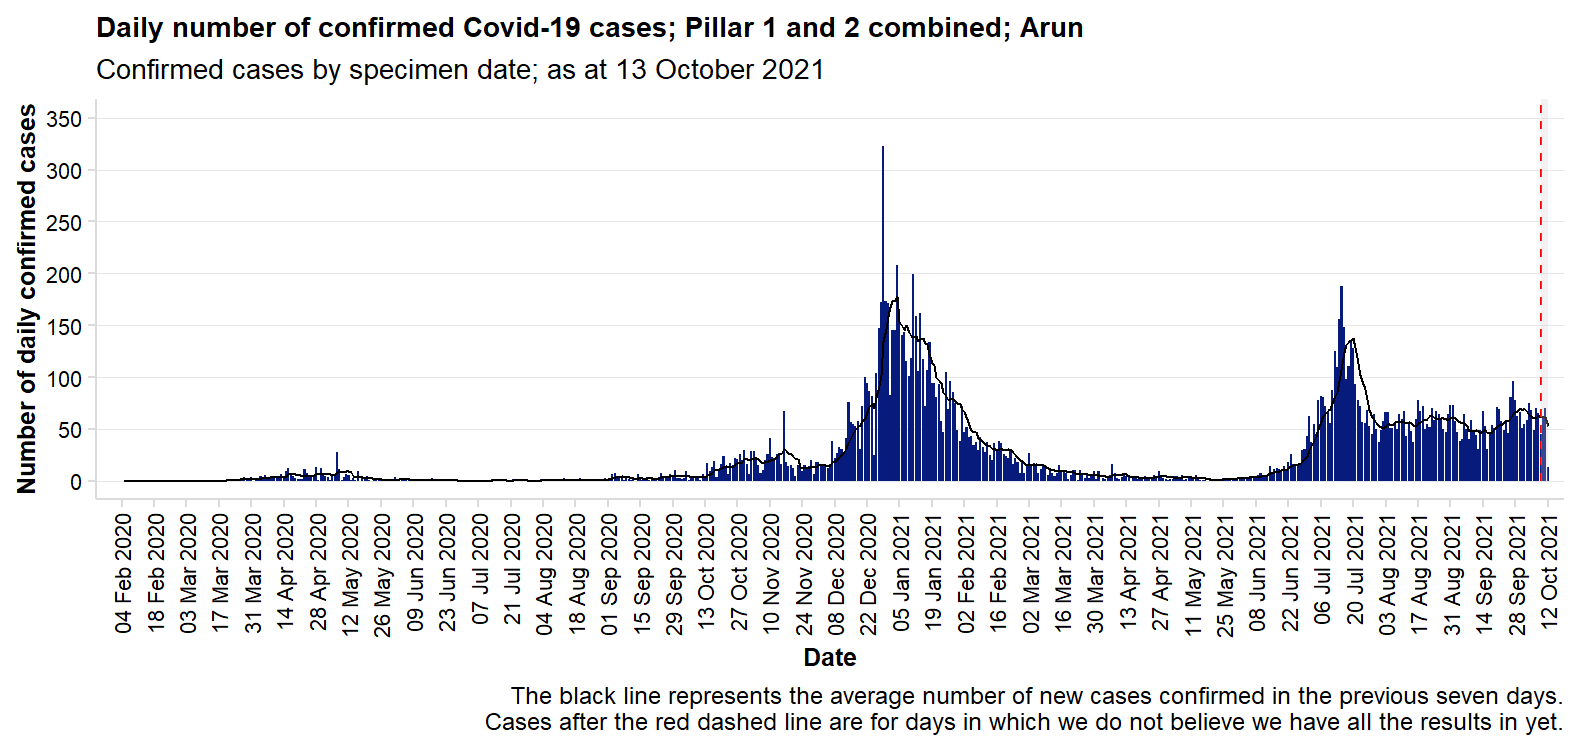 Daily number of confirmed Covid-19 cases; Pillar 1 and 2 combined; Arun
Confirmed cases by specimen date; as at 13 October 2021
Number of daily confirmed cases
350
300
250
200
150
100
50
0
04 Feb 2020
18 Feb 2020
03 Mar 2020
17 Mar 2020
31 Mar 2020
14 Apr 2020
28 Apr 2020
12 May 2020
26 May 2020
09 Jun 2020
23 Jun 2020
07 Jul 2020
21 Jul 2020
04 Aug 2020
18 Aug 2020
01 Sep 2020
15 Sep 2020
29 Sep 2020
13 Oct 2020
27 Oct 2020
10 Nov 2020
24 Nov 2020
08 Dec 2020
22 Dec 2020
05 Jan 2021
19 Jan 2021
02 Feb 2021
16 Feb 2021
02 Mar 2021
16 Mar 2021
30 Mar 2021
13 Apr 2021
27 Apr 2021
11 May 2021
25 May 2021
08 Jun 2021
22 Jun 2021
06 Jul 2021
20 Jul 2021
03 Aug 2021
17 Aug 2021
31 Aug 2021
14 Sep 2021
28 Sep 2021
12 Oct 2021
Date
The black line represents the average number of new cases confirmed in the previous seven days.
Cases after the red dashed line are for days in which we do not believe we have all the results in yet.